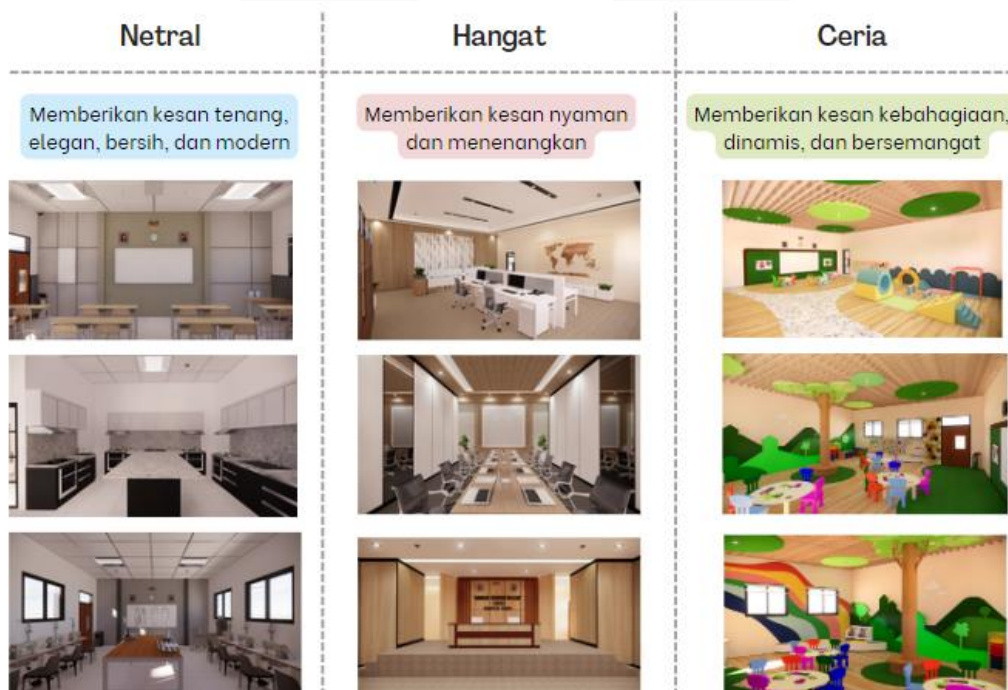 Netral
Hangat
Ceria
Memberikan kesan tenang,
elegan, bersih, dan modern
Memberikan kesan nyaman
dan menenangkan
Memberikan kesan kebahagiaan,
dinamis, dan bersemangat